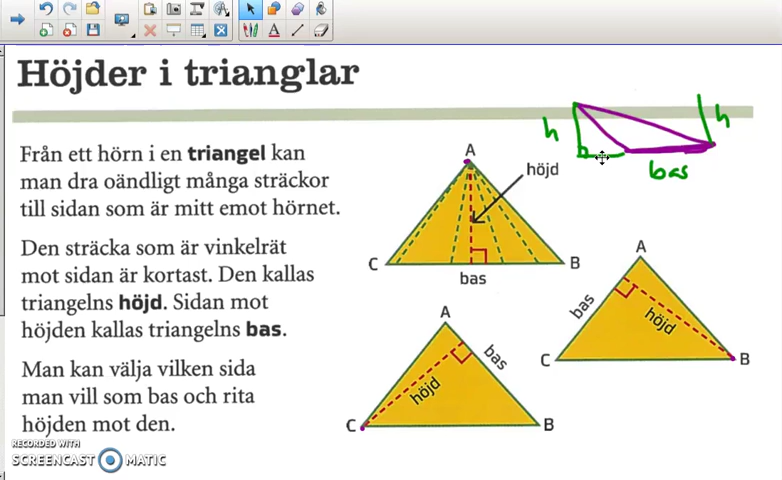 Höjder i trianglar
h
h
bas
Från ett hörn i en triangel kan
man dra oändligt många sträckor
till sidan som är mitt emot hörnet.
Den sträcka som är vinkelrät
mot sidan är kortast. Den kallas
triangelns höjd. Sidan mot
höjden kallas triangelns bas.
Man kan välja vilken sida
man vill som bas och rita
höjden mot den.
A
höjd
C
B
bas
A
bas
höjd
C
B
A
bas
höjd
C
B
RECORDED WITH
SCREENCAST MATIC